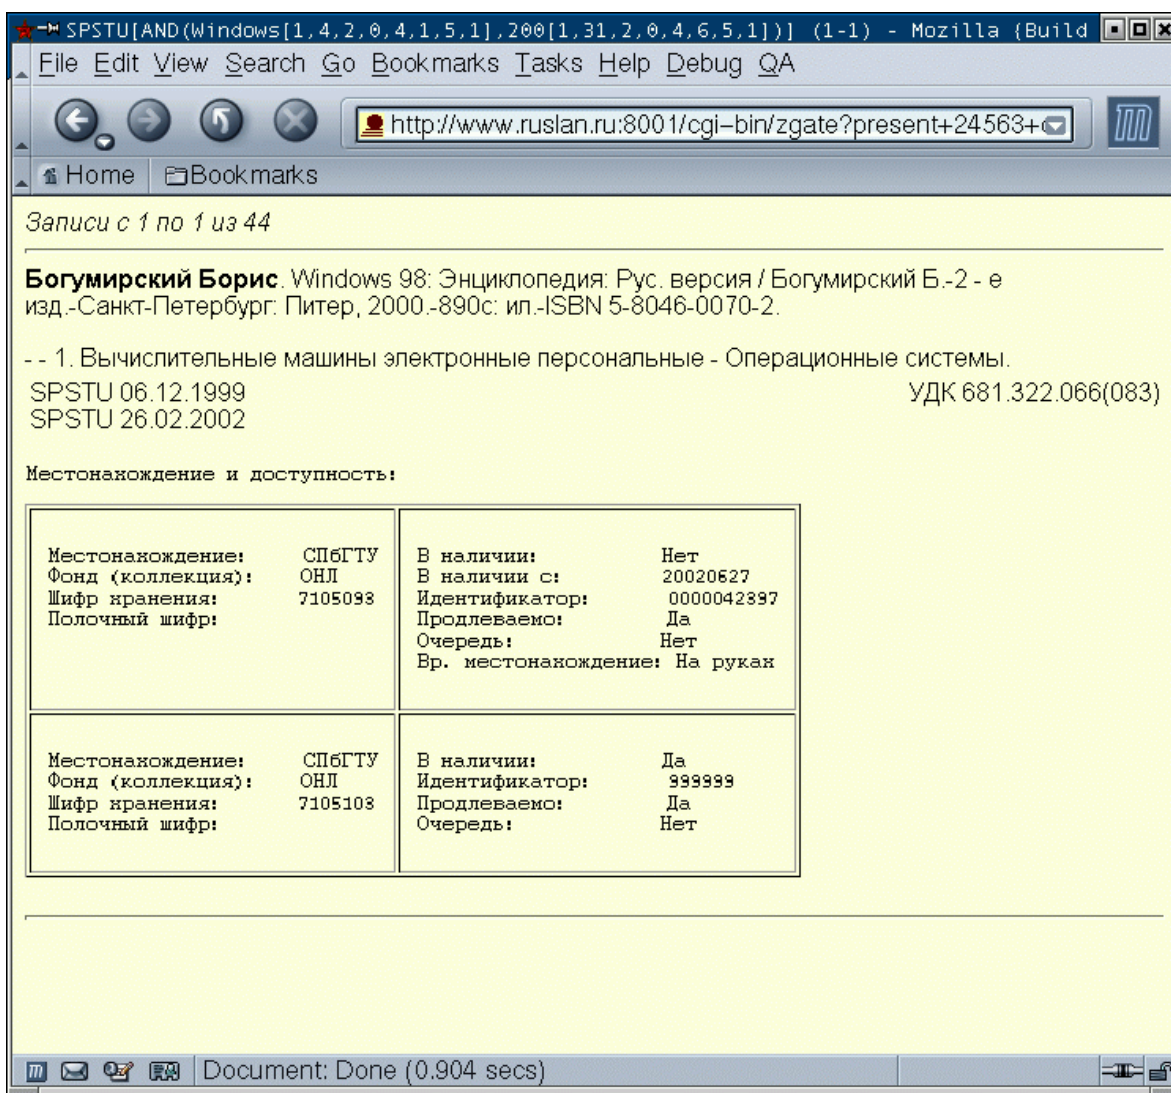 SPSTU[AND(Windows[1,4,2,0,4,1,5,1],200[1,31,2,0,4,6,5,1])] (1-1) - Mozilla {Build
File Edit View Search Go Bookmarks Tasks Help Debug QA
http://www.ruslan.ru:8001/cgi-bin/zgate?present+24563+
Home Bookmarks
Записи с 1 по 1 из 44
Богумирский Борис. Windows 98: Энциклопедия: Рус. версия / Богумирский Б.-2 - е
изд.-Санкт-Петербург: Питер, 2000.-890с: ил.-ISBN 5-8046-0070-2.
- - 1. Вычислительные машины электронные персональные - Операционные системы.
SPSTU 06.12.1999 УДК 681.322.066(083)
SPSTU 26.02.2002
Местонахождение и доступность:
Местонахождение: СПбГТУ
Фонд (коллекция): ОНЛ
Шифр хранения: 7105093
Полочный шифр:
В наличии: Нет
В наличии с: 20020627
Идентификатор: 0000042397
Продлеваемо: Да
Очередь: Нет
Вр. местонахождение: На руках
Местонахождение: СПбГТУ
Фонд (коллекция): ОНЛ
Шифр хранения: 7105103
Полочный шифр:
В наличии: Да
Идентификатор: 999999
Продлеваемо: Да
Очередь: Нет
Document: Done (0.904 secs)